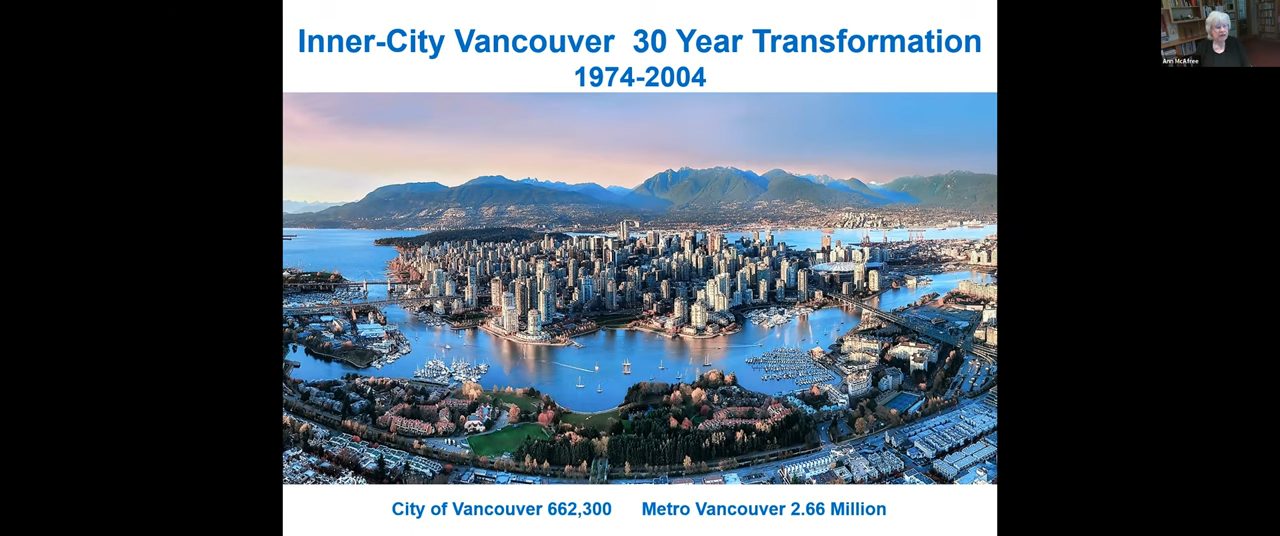 Inner-City Vancouver 30 Year Transformation
1974-2004
Ann McAfee
City of Vancouver 662,300 Metro Vancouver 2.66 Million